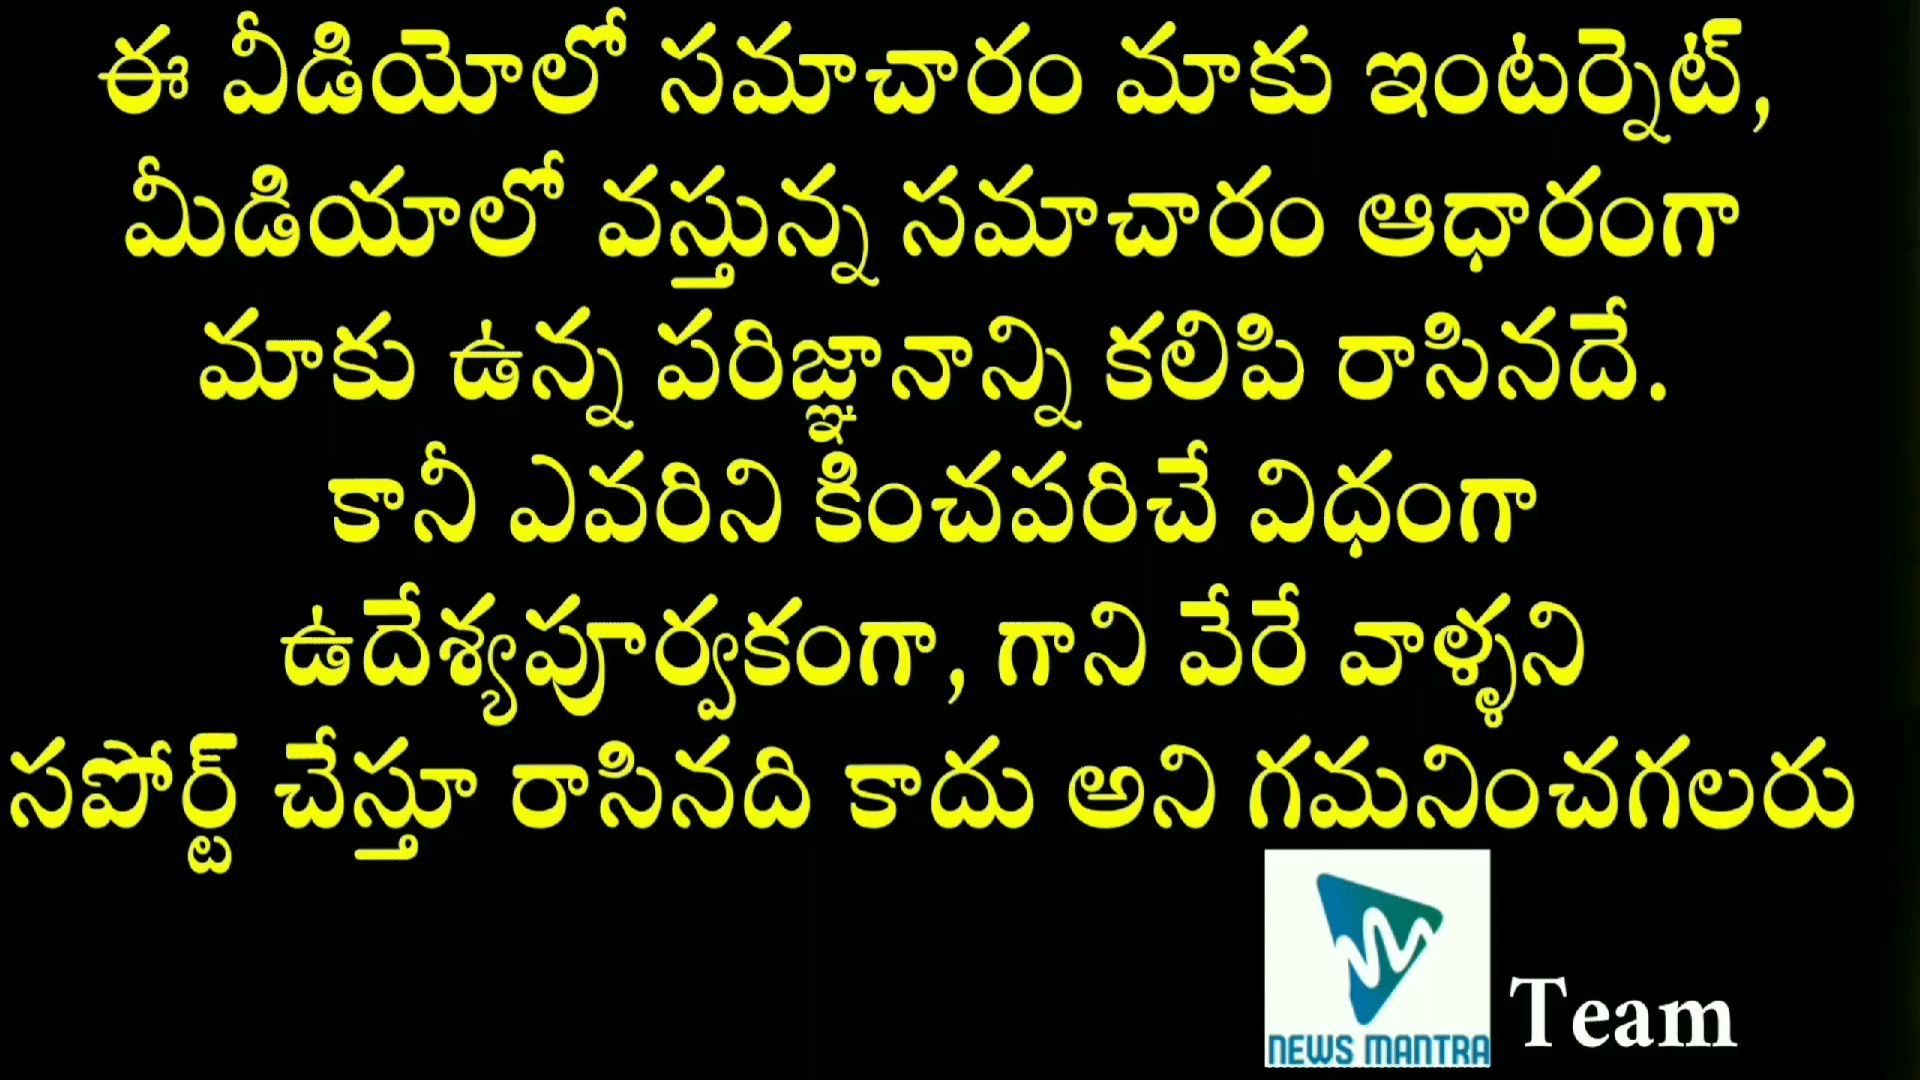 ఈ వీడియోలో సమాచారం మాకు ఇంటర్నెట్,
మీడియాలో వస్తున్న సమాచారం ఆధారంగా
మాకు ఉన్న పరిజ్ఞానాన్ని కలిపి రాసినదే.
కానీ ఎవరిని కించపరిచే విధంగా
ఉదేశ్యపూర్వకంగా, గాని వేరే వాళ్ళని
సపోర్ట్ చేస్తూ రాసినది కాదు అని గమనించగలరు
NEWS MANTRA Team